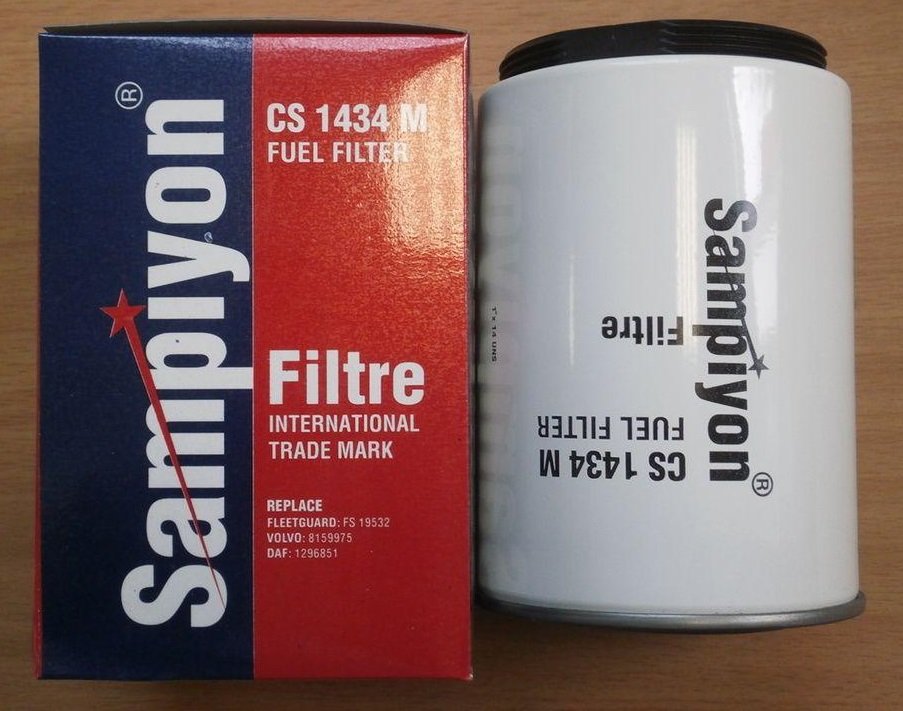 Sampiyon®
CS 1434 M
FUEL FILTER
Filtre
INTERNATIONAL
TRADE MARK
REPLACE
FLEETGUARD: FS 19532
VOLVO: 8159975
DAF: 1296851
Sampiyon®
Filtre
CS 1434 M
FUEL FILTER
1" x 14 UNS